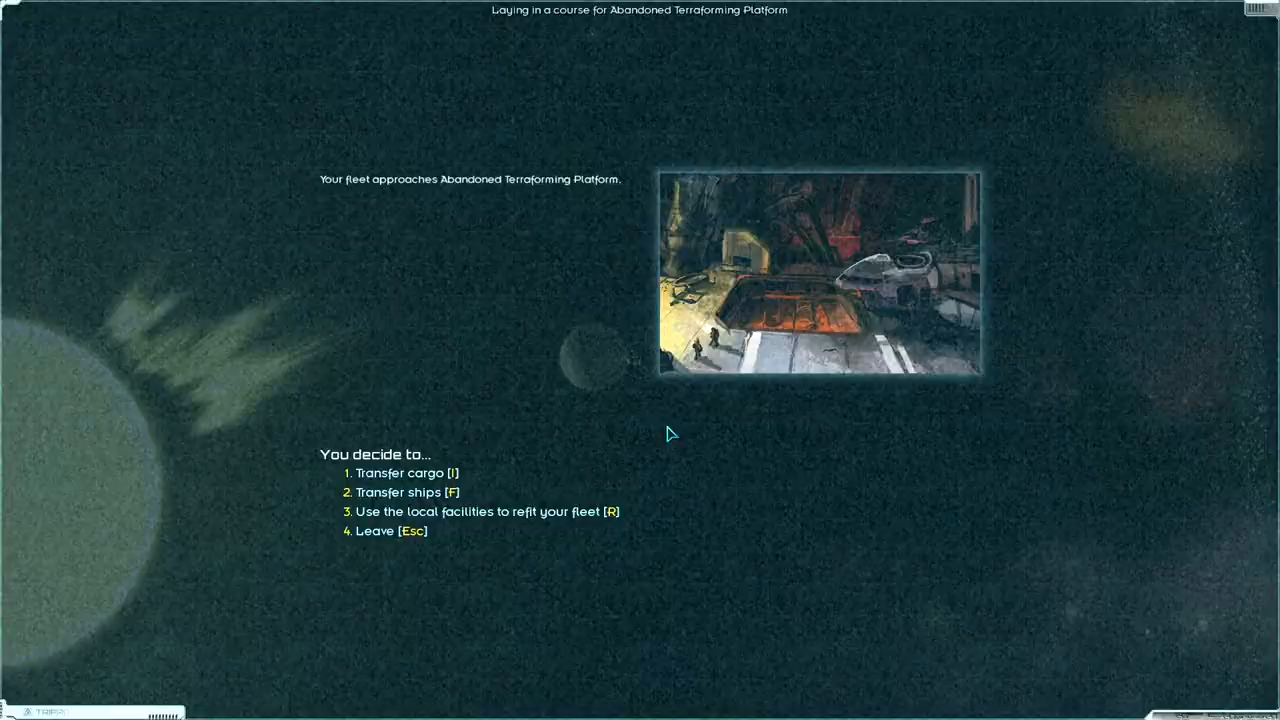 Laying in a course for Abandoned Terraforming Platform
Your fleet approaches Abandoned Terraforming Platform.
You decide to...
1. Transfer cargo [I]
2. Transfer ships [F]
3. Use the local facilities to refit your fleet [R]
4. Leave [Esc]